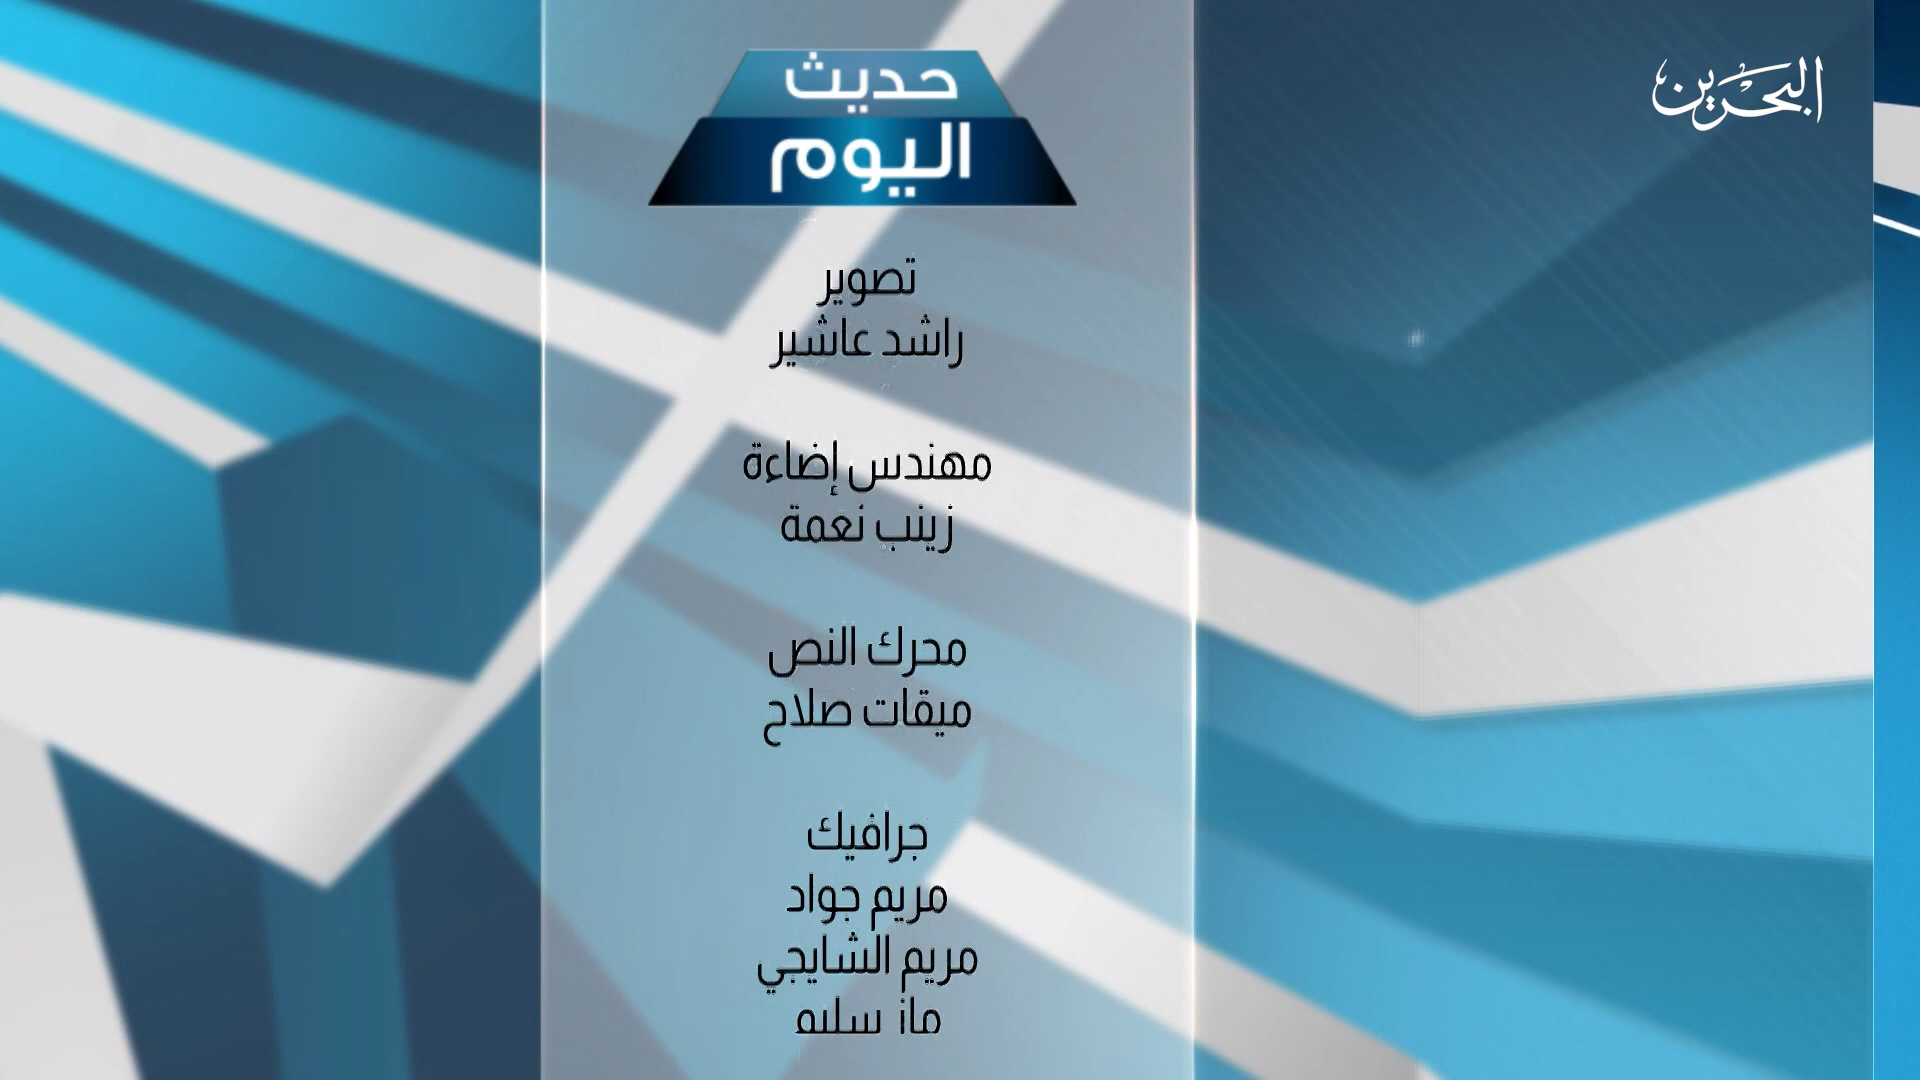 حديث
اليوم
البحرين
تصوير
راشد عاشير
مهندس إضاءة
زينب نعمة
محرك النص
ميقات صلاح
جرافيك
مريم جواد
مريم الشايجي
سليم